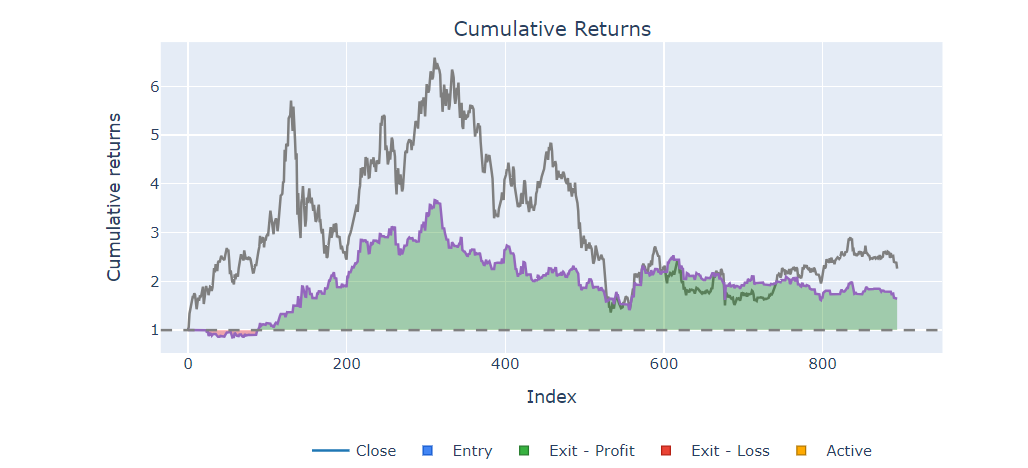 Cumulative Returns
Cumulative returns
6
5
4
3
2
1
0 200 400 600 800
Index
Close Entry Exit - Profit Exit - Loss Active